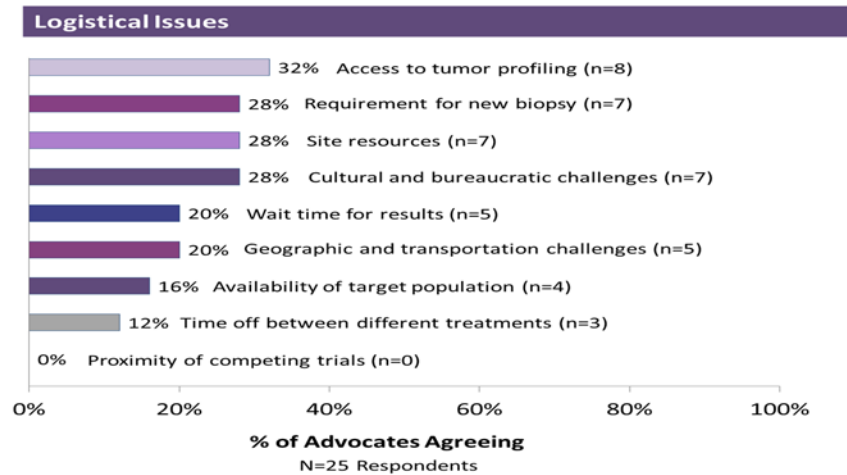 Logistical Issues
32% Access to tumor profiling (n=8)
28% Requirement for new biopsy (n=7)
28% Site resources (n=7)
28% Cultural and bureaucratic challenges (n=7)
20% Wait time for results (n=5)
20% Geographic and transportation challenges (n=5)
16% Availability of target population (n=4)
12% Time off between different treatments (n=3)
0% Proximity of competing trials (n=0)
0% 20% 40% 60% 80% 100%
% of Advocates Agreeing
N=25 Respondents